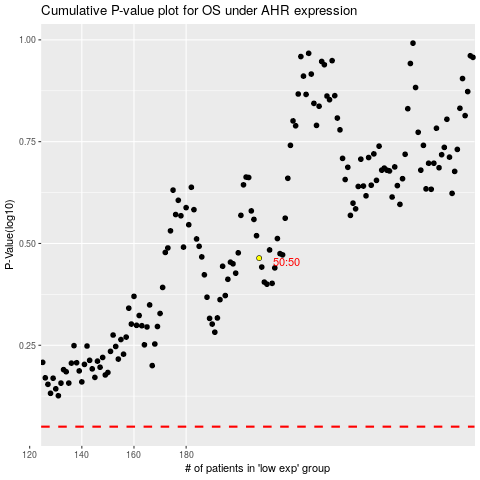 Cumulative P-value plot for OS under AHR expression
1.00
0.75
0.50
0.25
P-Value(log10)
50:50
120 140 160 180
# of patients in 'low exp' group